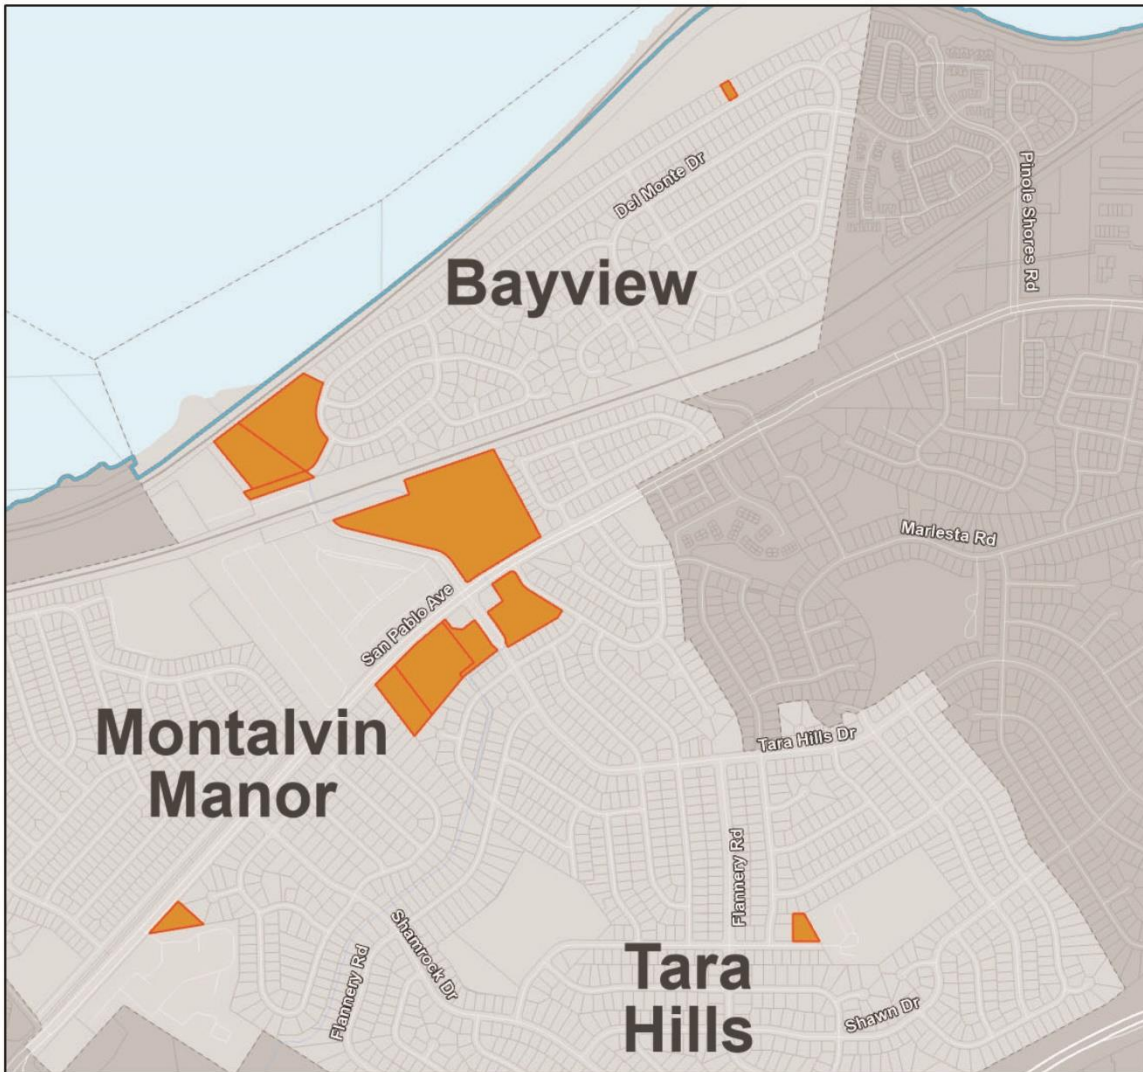 Del Monte Dr
Pinole Shores Rd
Bayview
Marlesta Rd
San Pablo Ave
Montalvin
Manor
Tara Hills Dr
Flannery Rd
Shamrock Dr
Flannery Rd
Tara
Hills
Shawn Dr